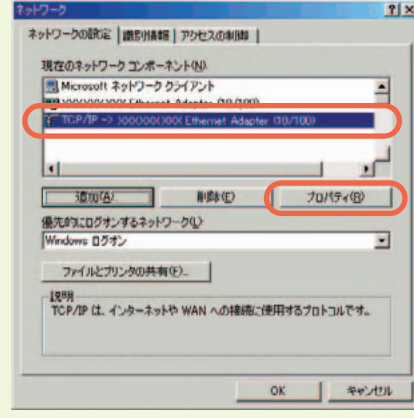 ネットワーク
ネットワークの設定 識別情報 アクセスの制御
現在のネットワーク コンポーネント(N):
Microsoft ネットワーク クライアント
XXXXXXXXX Ethernet Adapter (10/100)
TCP/IP -> XXXXXXXXX Ethernet Adapter (10/100)
追加(A)... 削除(E) プロパティ(R)
優先的にログオンするネットワーク(L):
Windows ログオン
ファイルとプリンタの共有(F)...
説明
TCP/IP は、インターネットや WAN への接続に使用するプロトコルです。
OK キャンセル